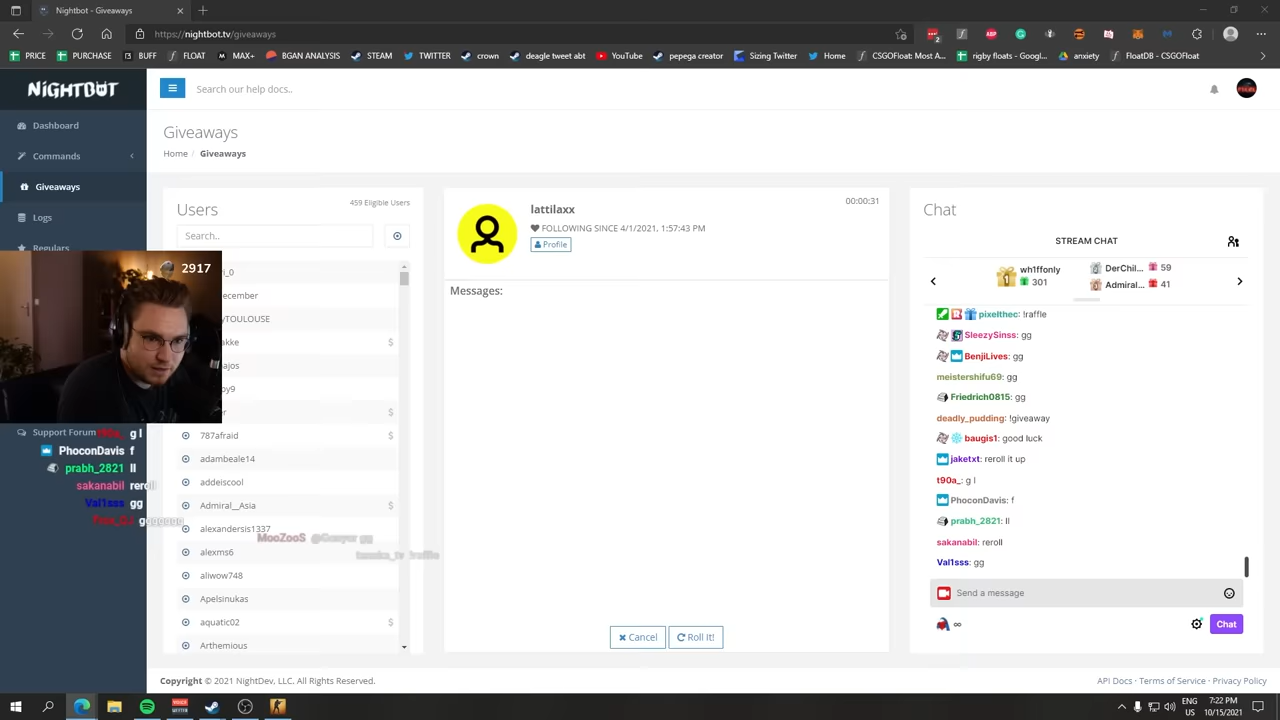 Nightbot - Giveaways
https://nightbot.tv/giveaways
PRICE
PURCHASE
BUFF
FLOAT
MAX+
BGAN ANALYSIS
STEAM
TWITTER
crown
deagle tweet abt
YouTube
pepega creator
Sizing Twitter
Home
CSGOFloat: Most A...
rigby floats - Googl...
anxiety
FloatDB - CSGOFloat
NIGHTBOT
Search our help docs..
Dashboard
Commands
Giveaways
Logs
Regulars
Support Forum
Giveaways
Home / Giveaways
Users
459 Eligible Users
Search..
2917
787afraid
adambeale14
addeiscool
Admiral__Asia
alexandersis1337
alexms6
aliwow748
Apelsinukas
aquatic02
Arthemious
t90a_ g l
PhoconDavis f
prabh_2821 ll
sakanabil reroll
Val1sss gg
MooZooS
lattilaxx
00:00:31
FOLLOWING SINCE 4/1/2021, 1:57:43 PM
Profile
Messages:
Cancel
Roll It!
Chat
STREAM CHAT
wh1ffonly
301
DerChil... 59
Admiral... 41
pixelthec: !raffle
SleezySinss: gg
BenjiLives: gg
meistershifu69: gg
Friedrich0815: gg
deadly_pudding: !giveaway
baugis1: good luck
jaketxt: reroll it up
t90a_: g l
PhoconDavis: f
prabh_2821: ll
sakanabil: reroll
Val1sss: gg
Send a message
∞
Chat
Copyright © 2021 NightDev, LLC. All Rights Reserved.
API Docs · Terms of Service · Privacy Policy
ENG
US
7:22 PM
10/15/2021